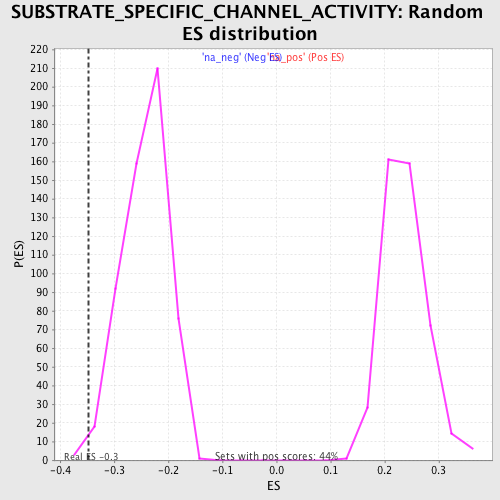 SUBSTRATE_SPECIFIC_CHANNEL_ACTIVITY: Random
ES distribution
'na_neg' (Neg ES) 'na_pos' (Pos ES)
220
210
200
190
180
170
160
150
140
130
120
110
100
90
80
70
60
50
40
30
20
10
0
P(ES)
Real ES -0.3
Sets with pos scores: 44%
-0.4 -0.3 -0.2 -0.1 0.0 0.1 0.2 0.3
ES